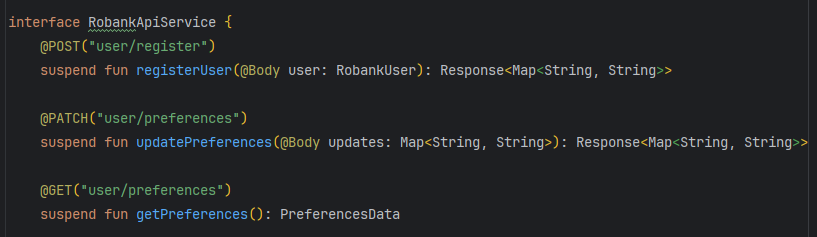 interface RobankApiService {
@POST("user/register")
suspend fun registerUser(@Body user: RobankUser): Response<Map<String, String>>
@PATCH("user/preferences")
suspend fun updatePreferences(@Body updates: Map<String, String>): Response<Map<String, String>>
@GET("user/preferences")
suspend fun getPreferences(): PreferencesData